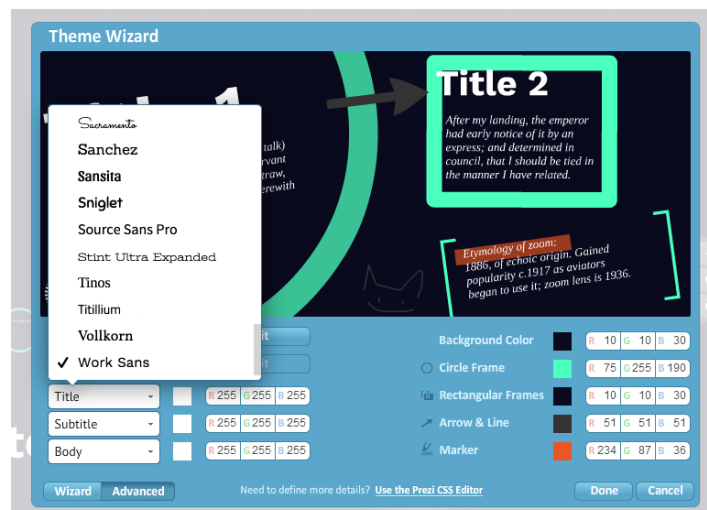 Theme Wizard
Title 2
After my landing, the emperor
had early notice of it by an
express; and determined in
council, that I should be tied in
the manner I have related.
talk)
Etymology of zoom:
1886, of echoic origin. Gained
popularity c.1917 as aviators
began to use it; zoom lens is 1936.
Sacramento
Sanchez
Sansita
Sniglet
Source Sans Pro
Stint Ultra Expanded
Tinos
Titillium
Vollkorn
✓ Work Sans
Title R 255 G 255 B 255
Subtitle R 255 G 255 B 255
Body R 255 G 255 B 255
Background Color R 10 G 10 B 30
Circle Frame R 75 G 255 B 190
Rectangular Frames R 10 G 10 B 30
Arrow & Line R 51 G 51 B 51
Marker R 234 G 87 B 36
Wizard Advanced Need to define more details? Use the Prezi CSS Editor Done Cancel